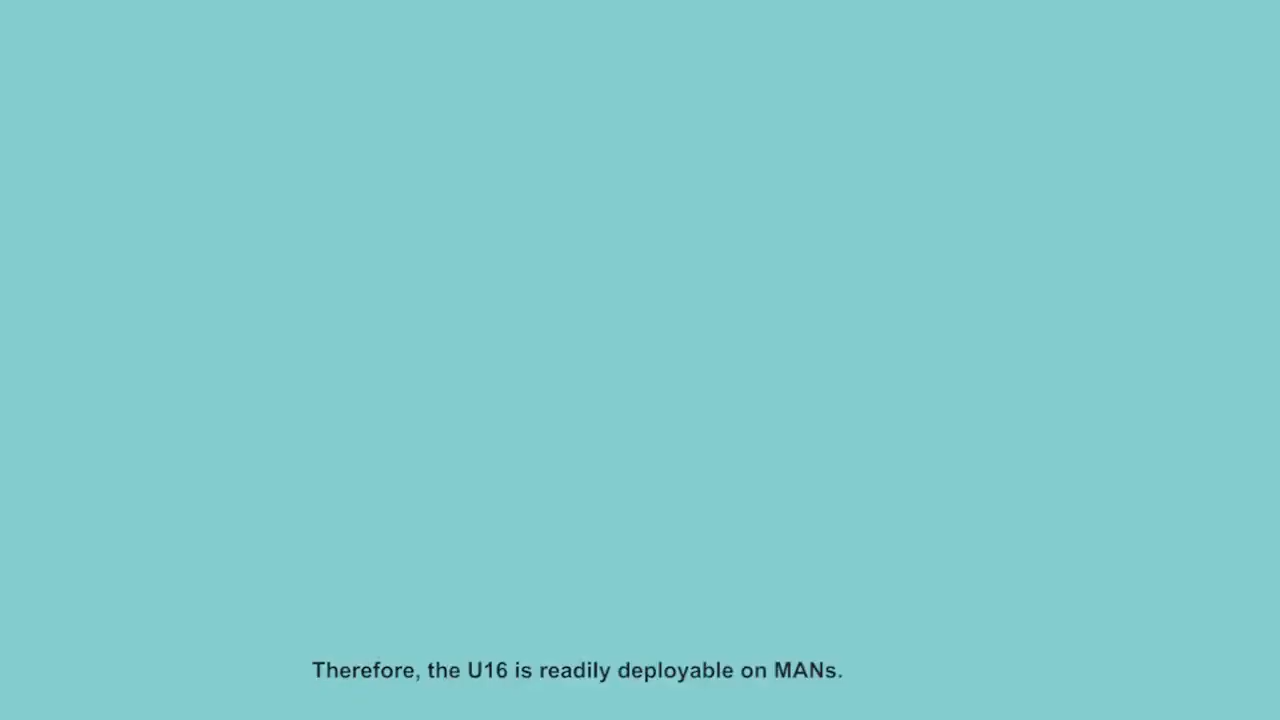 Therefore, the U16 is readily deployable on MANs.